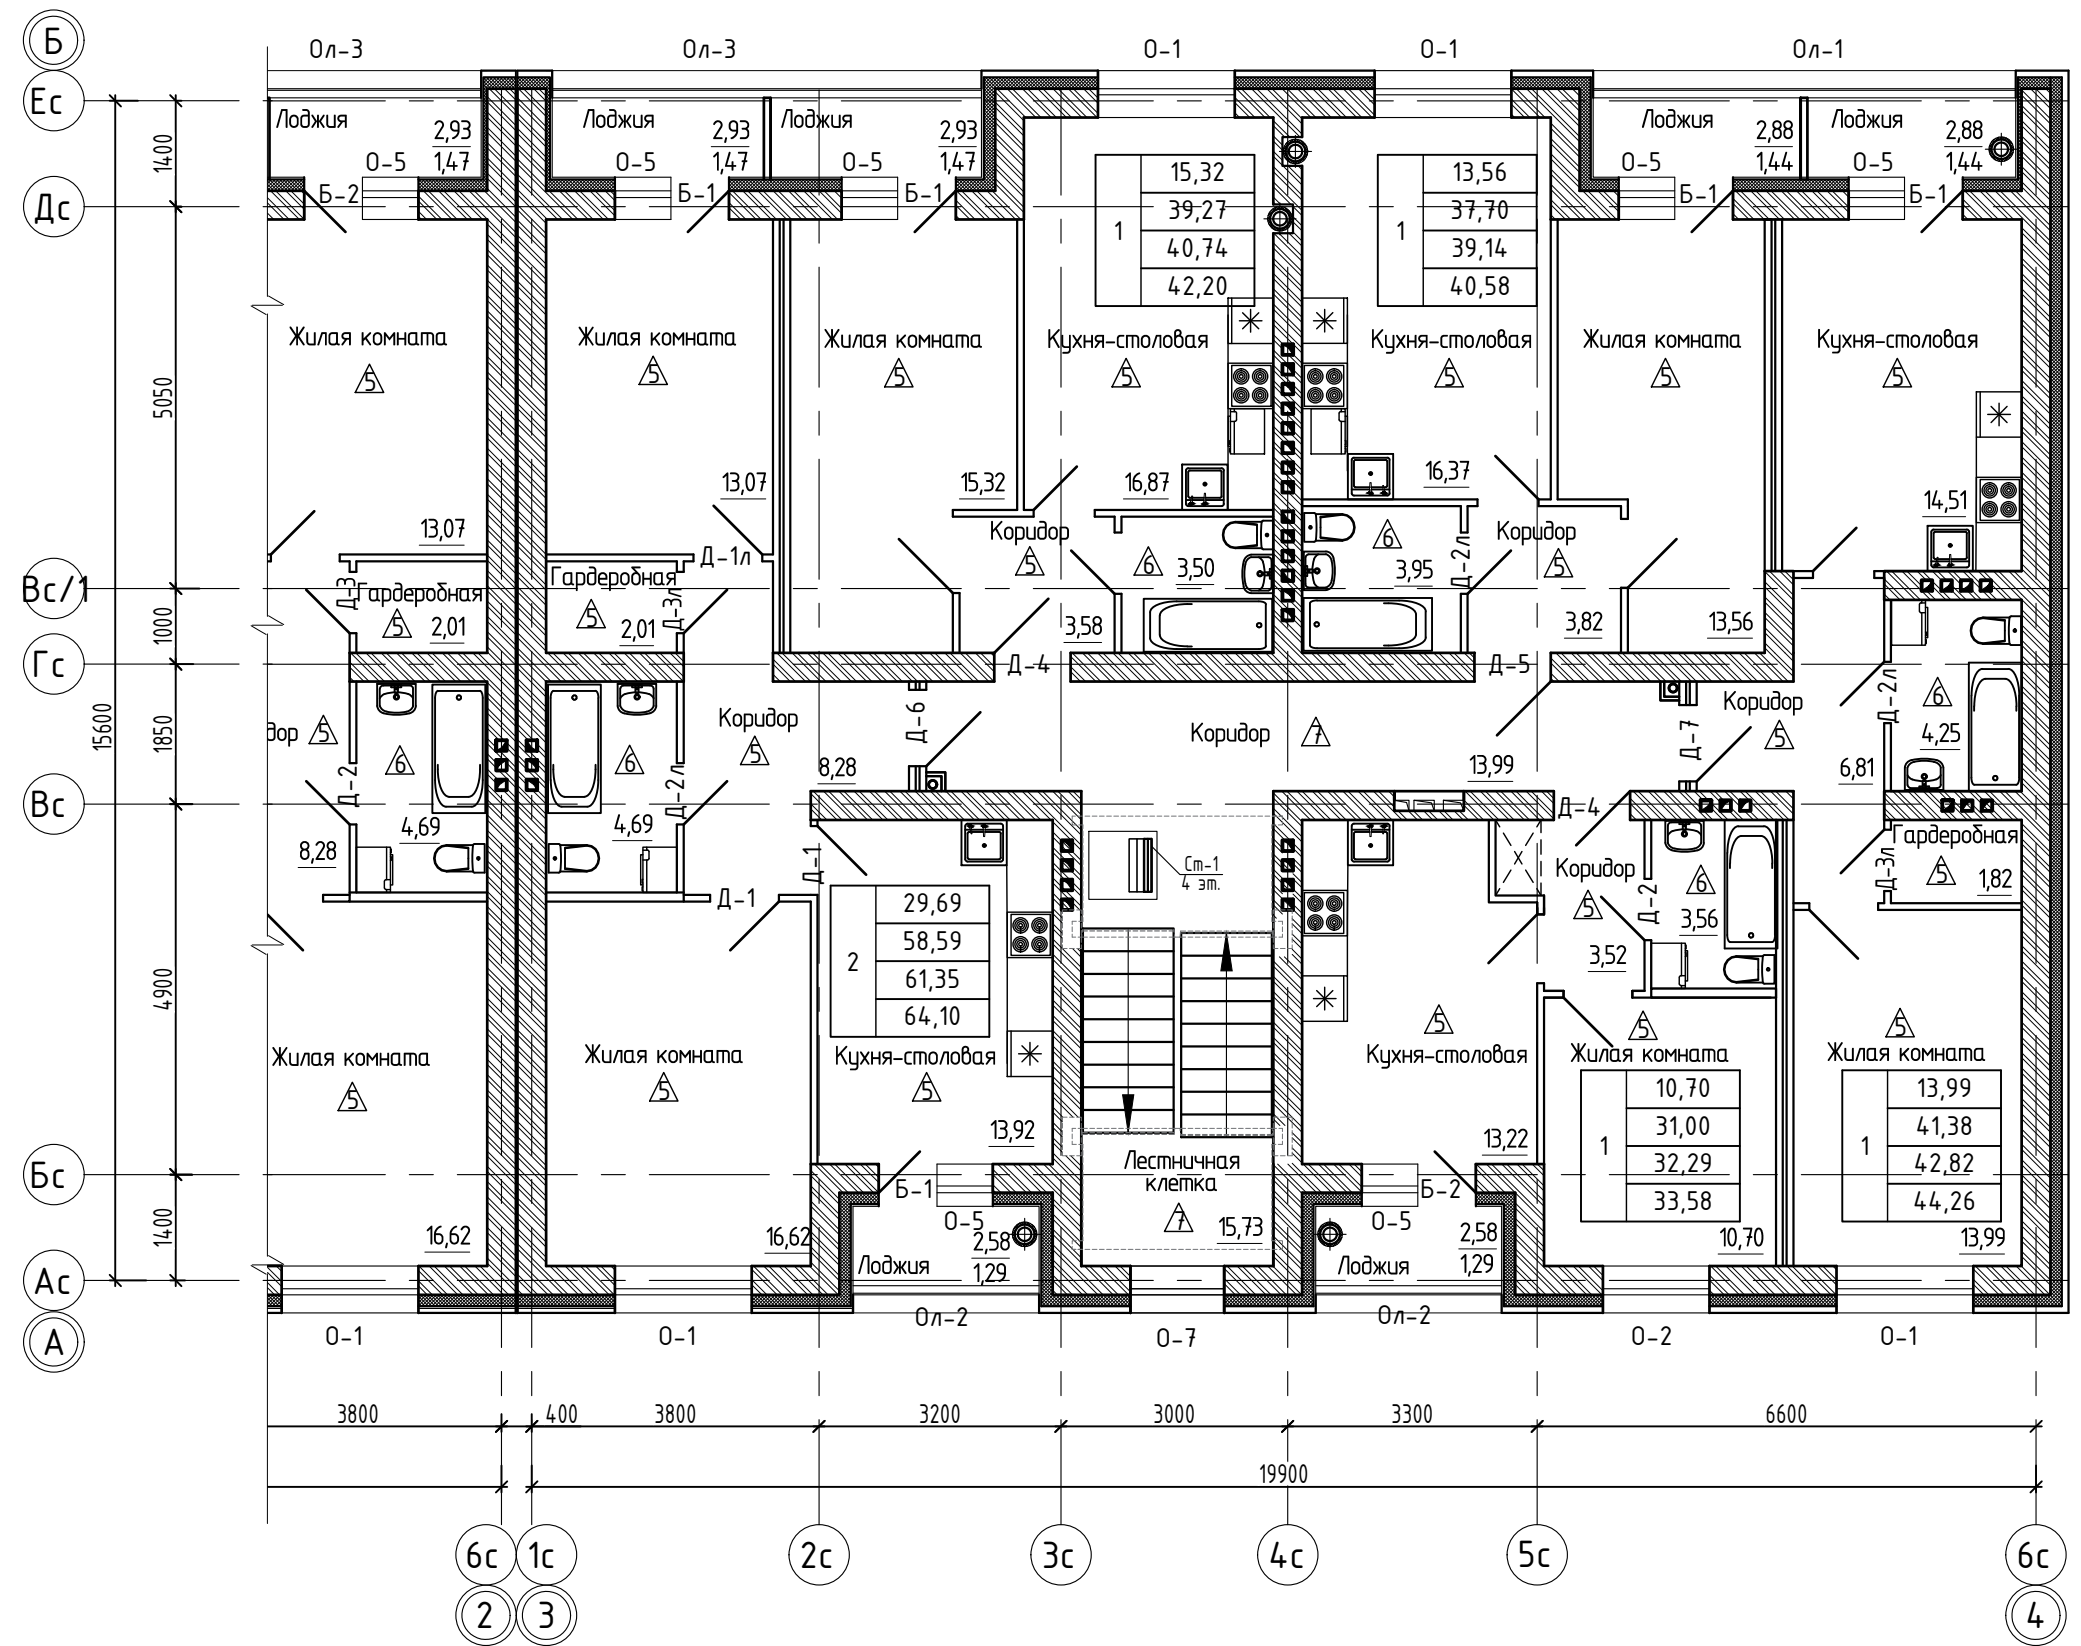 Б
Ол-3
Ол-3
О-1
О-1
Ол-1
Ес
Лоджия
2,93
1,47
Лоджия
2,93
1,47
Лоджия
2,93
1,47
Лоджия
2,88
1,44
Лоджия
2,88
1,44
1400
О-5
О-5
О-5
О-5
О-5
Б-2
Б-1
Б-1
Б-1
Б-1
Дс
1
15,32
39,27
40,74
42,20
1
13,56
37,70
39,14
40,58
Жилая комната
5
Жилая комната
5
Жилая комната
5
Кухня-столовая
5
Кухня-столовая
5
Жилая комната
5
Кухня-столовая
5
5050
13,07
13,07
15,32
16,87
16,37
14,51
Д-1л
Коридор
5
6
3,50
6
3,95
Д-2л
Коридор
5
Вс/1
Д-3
Гардеробная
5
2,01
Гардеробная
5
2,01
Д-3л
3,58
3,82
13,56
1000
Гс
Д-4
Д-5
15600
1850
дор
5
6
Д-2
4,69
8,28
6
Д-2л
4,69
Коридор
5
8,28
Д-6
Коридор
7
13,99
Д-7
Коридор
5
6,81
Д-2л
6
4,25
Вс
Д-4
Д-1
Д-1
Ст-1
4 эт.
Коридор
5
3,52
Д-2
6
3,56
Д-3л
Гардеробная
5
1,82
2
29,69
58,59
61,35
64,10
4900
Жилая комната
5
Жилая комната
5
Кухня-столовая
5
5
Кухня-столовая
5
Жилая комната
5
Жилая комната
1
10,70
31,00
32,29
33,58
1
13,99
41,38
42,82
44,26
13,92
13,22
Бс
Лестничная
клетка
7
15,73
Б-1
О-5
Б-2
О-5
2,58
1,29
2,58
1,29
Лоджия
Лоджия
16,62
16,62
10,70
13,99
1400
Ас
А
О-1
О-1
Ол-2
О-7
Ол-2
О-2
О-1
3800
400
3800
3200
3000
3300
6600
19900
6с
1с
2с
3с
4с
5с
6с
2
3
4